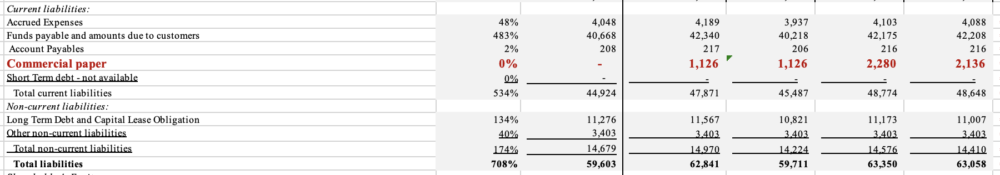 Current liabilities:
Accrued Expenses 48% 4,048 4,189 3,937 4,103 4,088
Funds payable and amounts due to customers 483% 40,668 42,340 40,218 42,175 42,208
Account Payables 2% 208 217 206 216 216
Commercial paper 0% - 1,126 1,126 2,280 2,136
Short Term debt - not available 0% - - - - -
Total current liabilities 534% 44,924 47,871 45,487 48,774 48,648
Non-current liabilities:
Long Term Debt and Capital Lease Obligation 134% 11,276 11,567 10,821 11,173 11,007
Other non-current liabilities 40% 3,403 3,403 3,403 3,403 3,403
Total non-current liabilities 174% 14,679 14,970 14,224 14,576 14,410
Total liabilities 708% 59,603 62,841 59,711 63,350 63,058